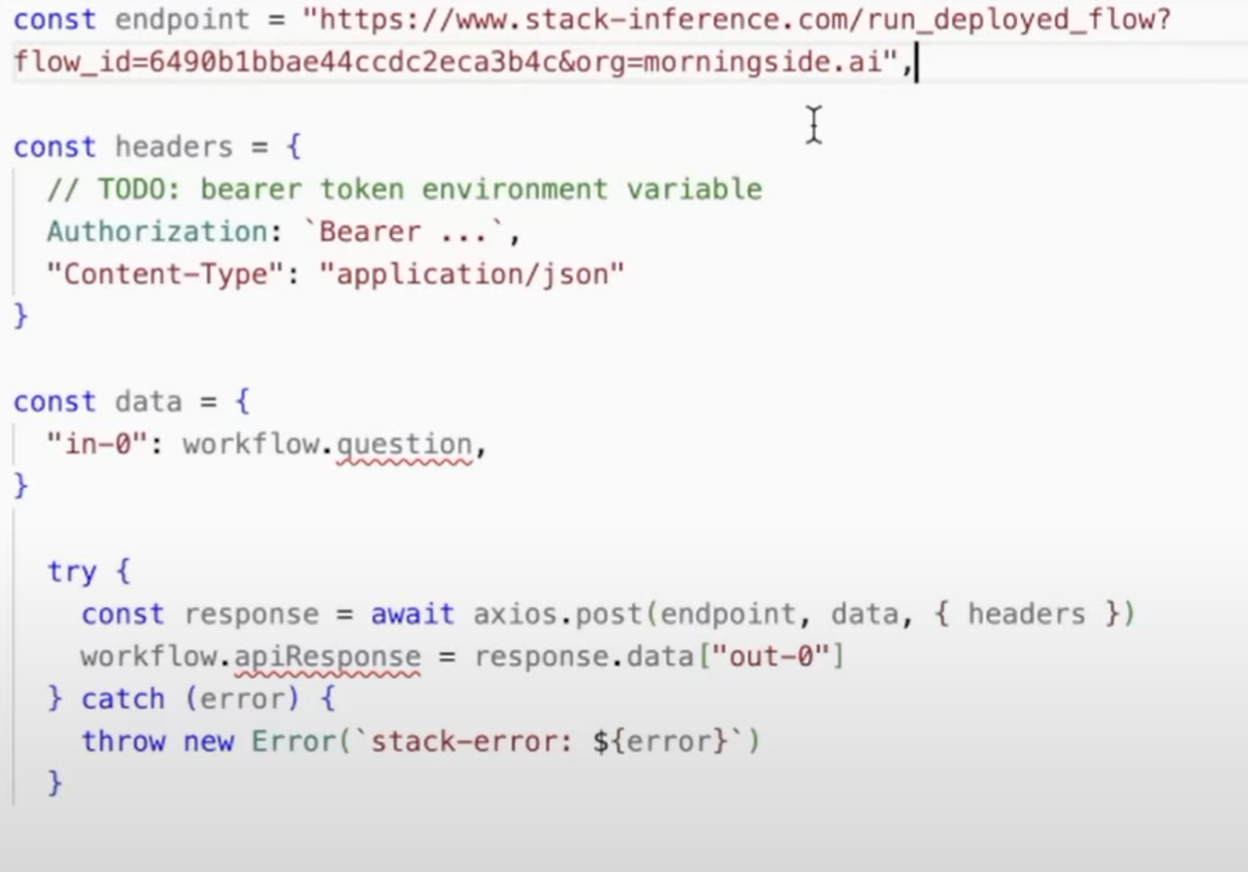 const endpoint = "https://www.stack-inference.com/run_deployed_flow?
flow_id=6490b1bbae44ccdc2eca3b4c&org=morningside.ai",
const headers = {
// TODO: bearer token environment variable
Authorization: `Bearer ...`,
"Content-Type": "application/json"
}
const data = {
"in-0": workflow.question,
}
try {
const response = await axios.post(endpoint, data, { headers })
workflow.apiResponse = response.data["out-0"]
} catch (error) {
throw new Error(`stack-error: ${error}`)
}